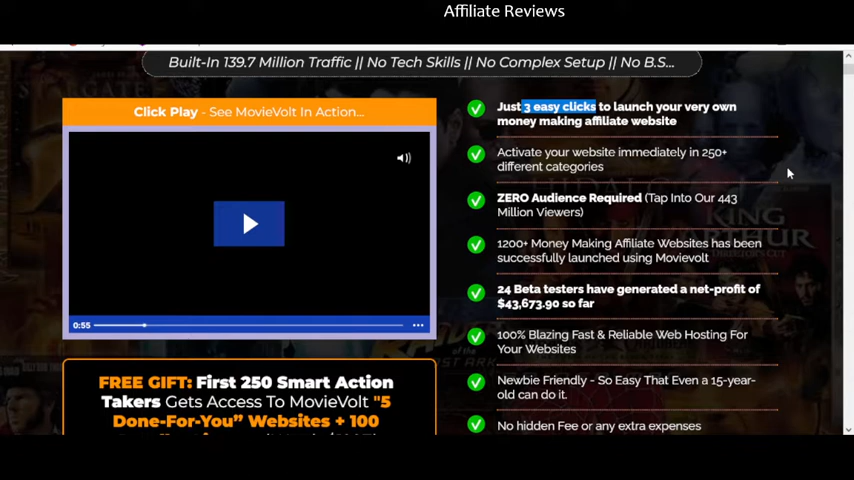 Affiliate Reviews
Built-In 139.7 Million Traffic || No Tech Skills || No Complex Setup || No B.S...
Click Play - See MovieVolt In Action...
0:55
FREE GIFT: First 250 Smart Action
Takers Gets Access To MovieVolt "5
Done-For-You” Websites + 100
Just 3 easy clicks to launch your very own
money making affiliate website
Activate your website immediately in 250+
different categories
ZERO Audience Required (Tap Into Our 443
Million Viewers)
1200+ Money Making Affiliate Websites has been
successfully launched using Movievolt
24 Beta testers have generated a net-profit of
$43,673.90 so far
100% Blazing Fast & Reliable Web Hosting For
Your Websites
Newbie Friendly - So Easy That Even a 15-year-
old can do it.
No hidden Fee or any extra expenses
STARGATE
KING
ARTHUR
DIRECTOR'S CUT